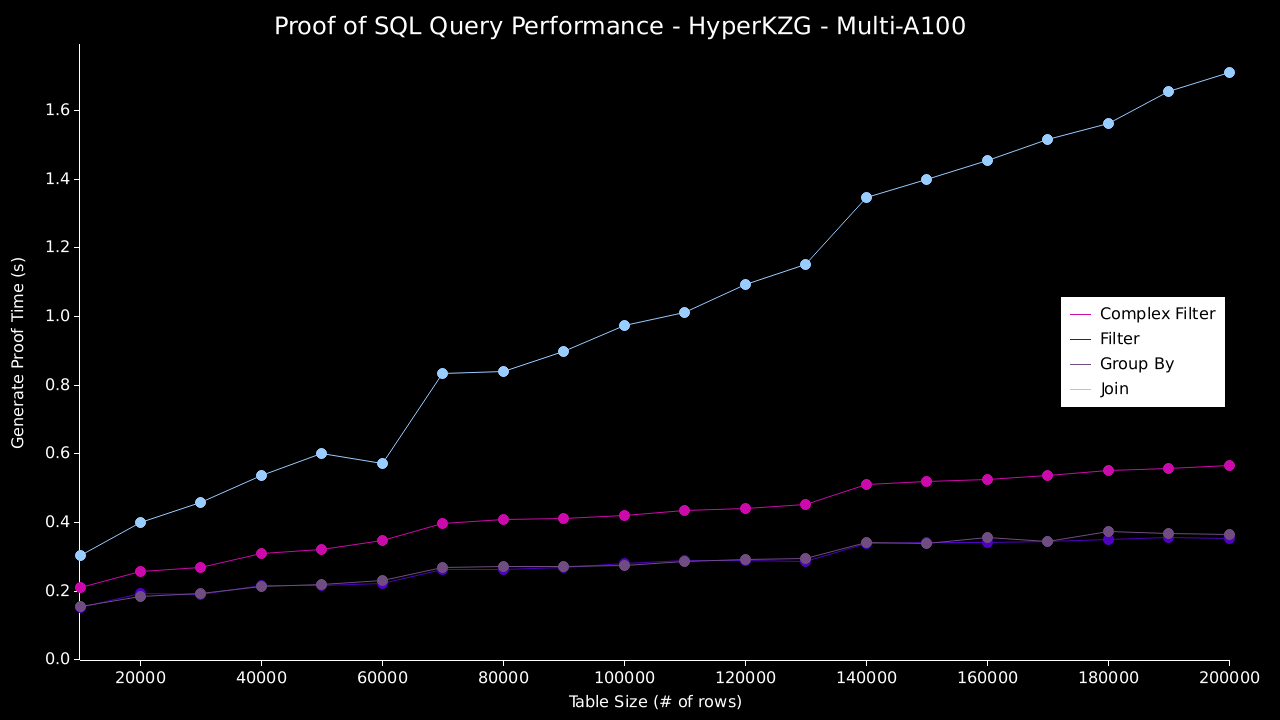 Proof of SQL Query Performance - HyperKZG - Multi-A100
Generate Proof Time (s)
1.6
1.4
1.2
1.0
0.8
0.6
0.4
0.2
0.0
Complex Filter
Filter
Group By
Join
20000 40000 60000 80000 100000 120000 140000 160000 180000 200000
Table Size (# of rows)